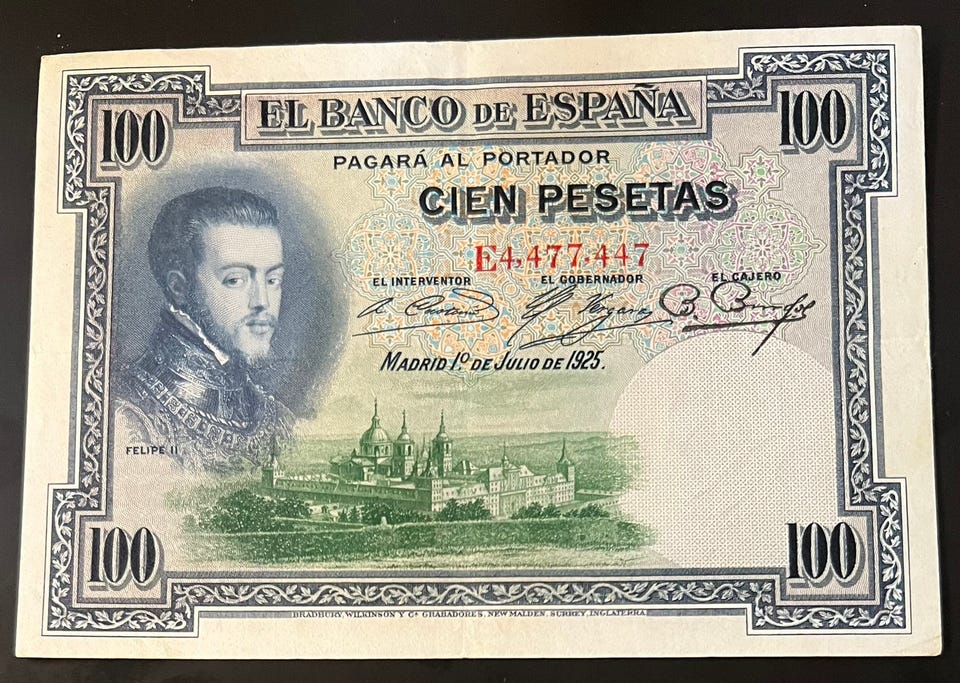 100
EL BANCO DE ESPAÑA
100
PAGARÁ AL PORTADOR
CIEN PESETAS
E4,477.447
EL INTERVENTOR
EL GOBERNADOR
EL CAJERO
MADRID 1.º DE JULIO DE 1925.
FELIPE II
100
100
BRADBURY, WILKINSON Y Cª GRABADORES, NEW MALDEN, SURREY, INGLATERRA